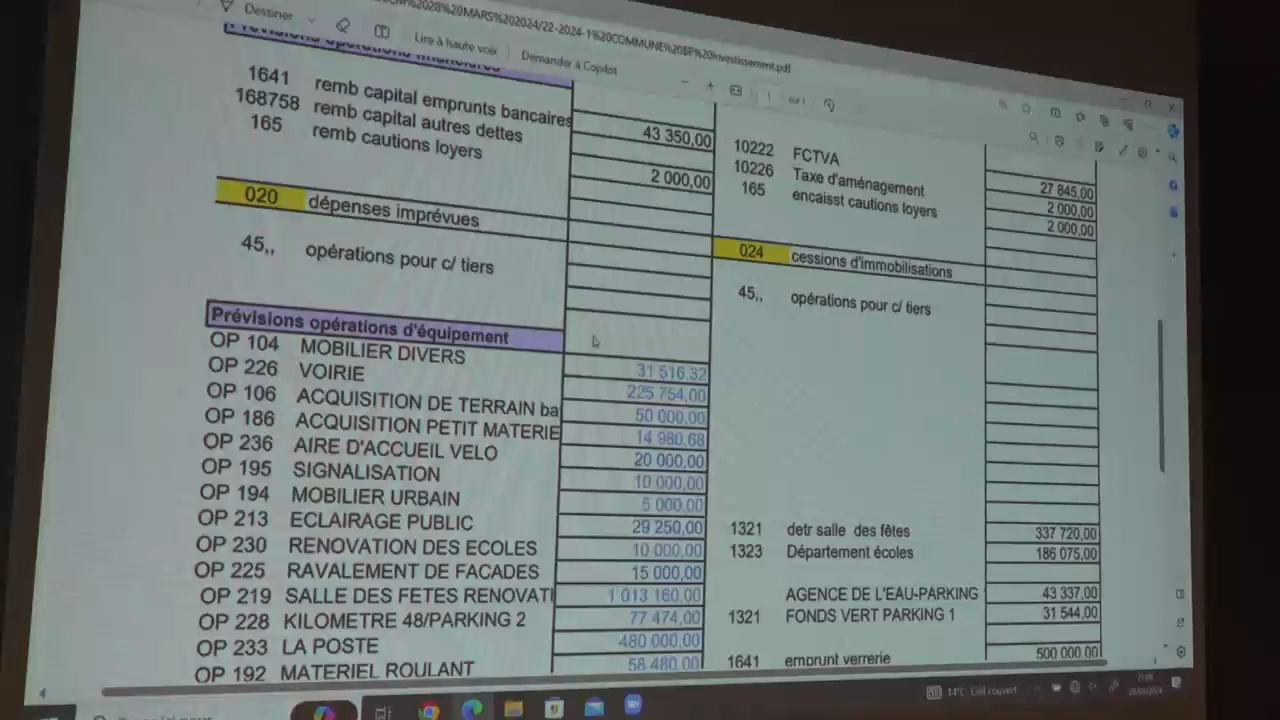 Dessiner
Lire à haute voix
Demander à Copilot
sur 1
Prévisions opérations financières
1641 remb capital emprunts bancaires 43 350,00
168758 remb capital autres dettes
165 remb cautions loyers 2 000,00
020 dépenses imprévues
45,, opérations pour c/ tiers
Prévisions opérations d'équipement
OP 104 MOBILIER DIVERS 31 516,32
OP 226 VOIRIE 225 754,00
OP 106 ACQUISITION DE TERRAIN ba 50 000,00
OP 186 ACQUISITION PETIT MATERIE 14 980,68
OP 236 AIRE D'ACCUEIL VELO 20 000,00
OP 195 SIGNALISATION 10 000,00
OP 194 MOBILIER URBAIN 5 000,00
OP 213 ECLAIRAGE PUBLIC 29 250,00
OP 230 RENOVATION DES ECOLES 10 000,00
OP 225 RAVALEMENT DE FACADES 15 000,00
OP 219 SALLE DES FETES RENOVATI 1 013 160,00
OP 228 KILOMETRE 48/PARKING 2 77 474,00
OP 233 LA POSTE 480 000,00
OP 192 MATERIEL ROULANT 58 480,00
10222 FCTVA 27 845,00
10226 Taxe d'aménagement 2 000,00
165 encaisst cautions loyers 2 000,00
024 cessions d'immobilisations
45,, opérations pour c/ tiers
1321 detr salle des fêtes 337 720,00
1323 Département écoles 186 075,00
AGENCE DE L'EAU-PARKING 43 337,00
1321 FONDS VERT PARKING 1 31 544,00
1641 emprunt verrerie 500 000,00
14°C Ciel couvert